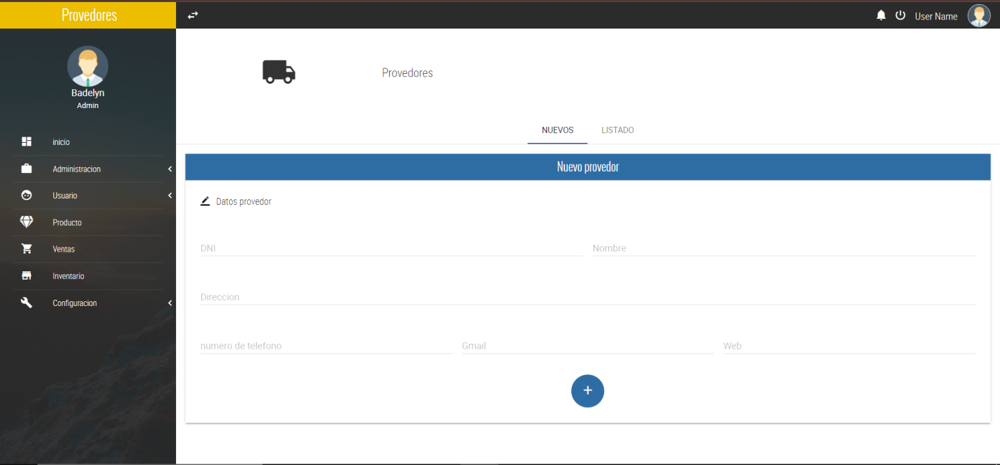 Provedores
User Name
Badelyn
Admin
inicio
Administracion
Usuario
Producto
Ventas
Inventario
Configuracion
Provedores
NUEVOS LISTADO
Nuevo provedor
Datos provedor
DNI Nombre
Direccion
numero de telefono Gmail Web
+